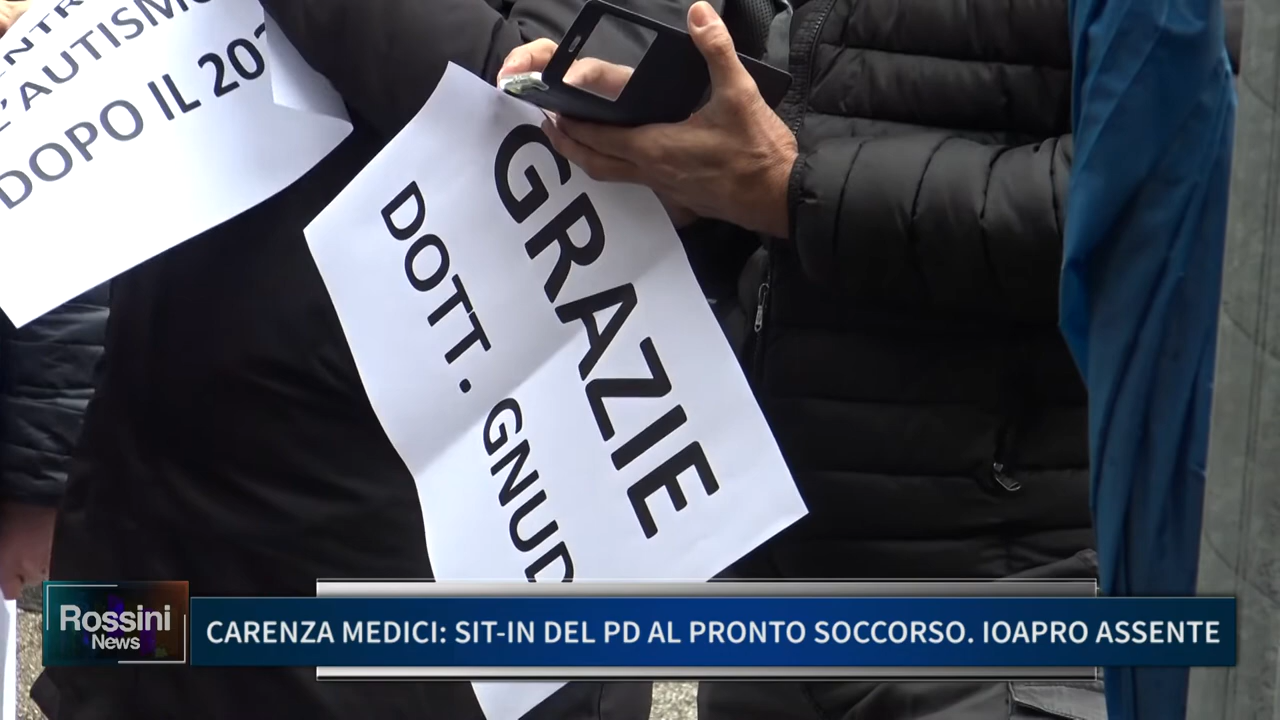 L'AUTISMO
DOPO IL 202
GRAZIE
DOTT. GNUD
Rossini
News
CARENZA MEDICI: SIT-IN DEL PD AL PRONTO SOCCORSO. IOAPRO ASSENTE